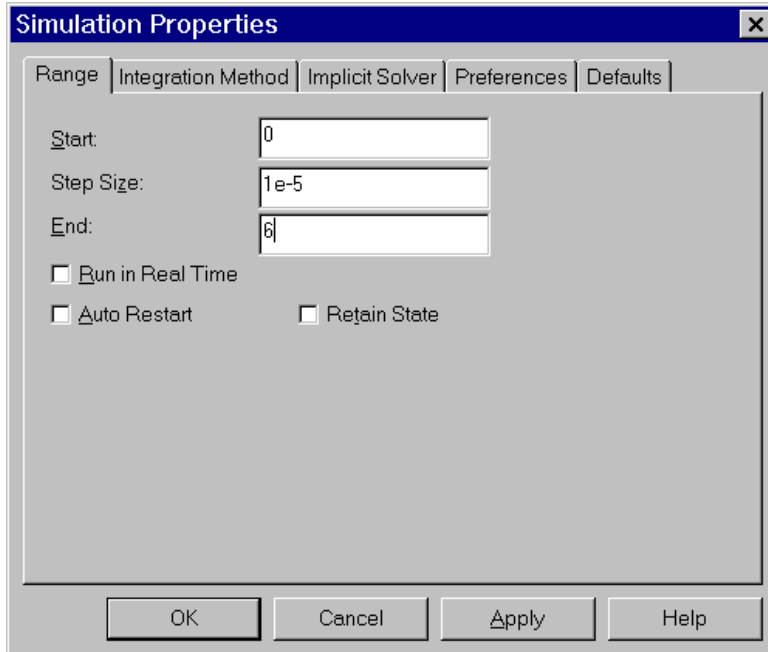 Simulation Properties
Range Integration Method Implicit Solver Preferences Defaults
Start: 0
Step Size: 1e-5
End: 6
Run in Real Time
Auto Restart Retain State
OK Cancel Apply Help